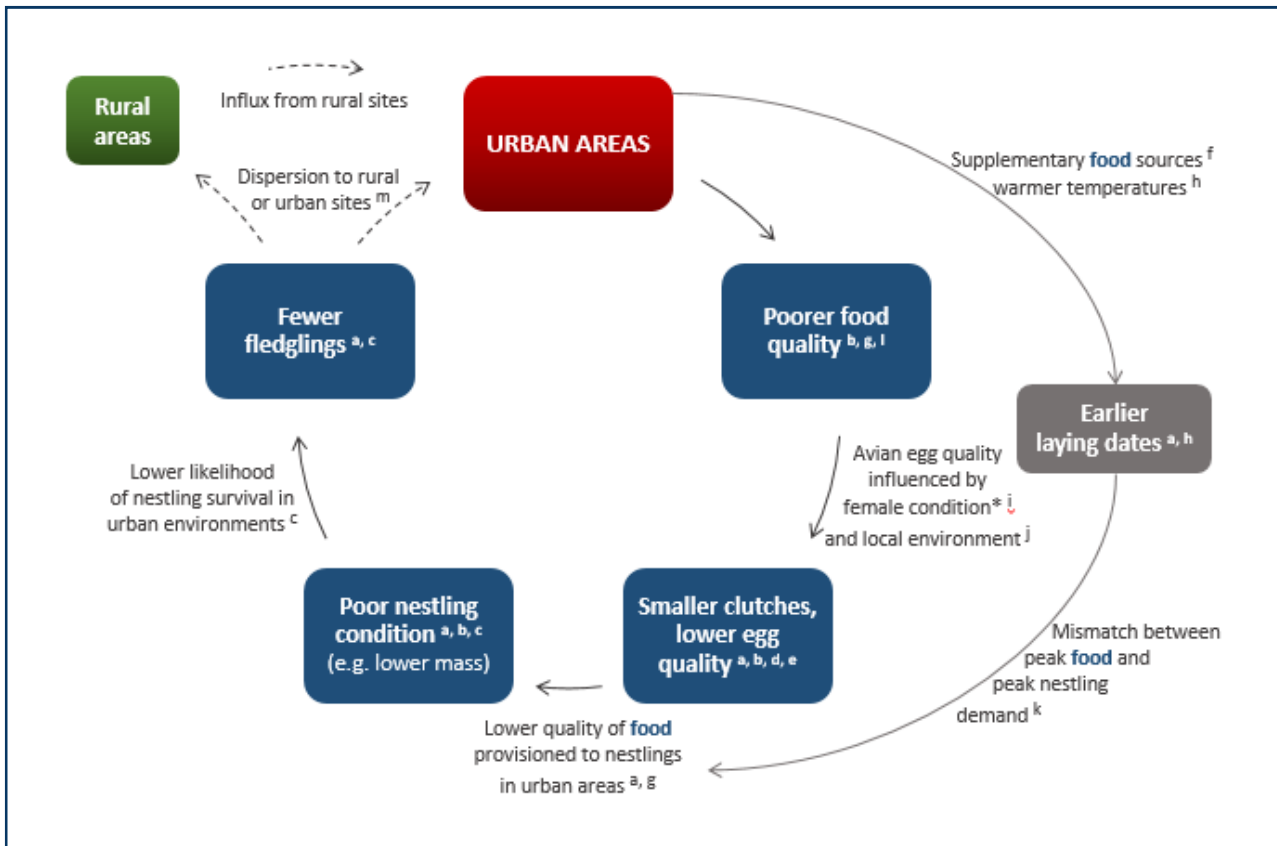 Rural
areas
Influx from rural sites
URBAN AREAS
Supplementary food sources f
warmer temperatures h
Dispersion to rural
or urban sites m
Fewer
fledglings a, c
Poorer food
quality b, g, l
Earlier
laying dates a, h
Avian egg quality
influenced by
female condition* i
and local environment j
Lower likelihood
of nestling survival in
urban environments c
Poor nestling
condition a, b, c
(e.g. lower mass)
Smaller clutches,
lower egg
quality a, b, d, e
Mismatch between
peak food and
peak nestling
demand k
Lower quality of food
provisioned to nestlings
in urban areas a, g